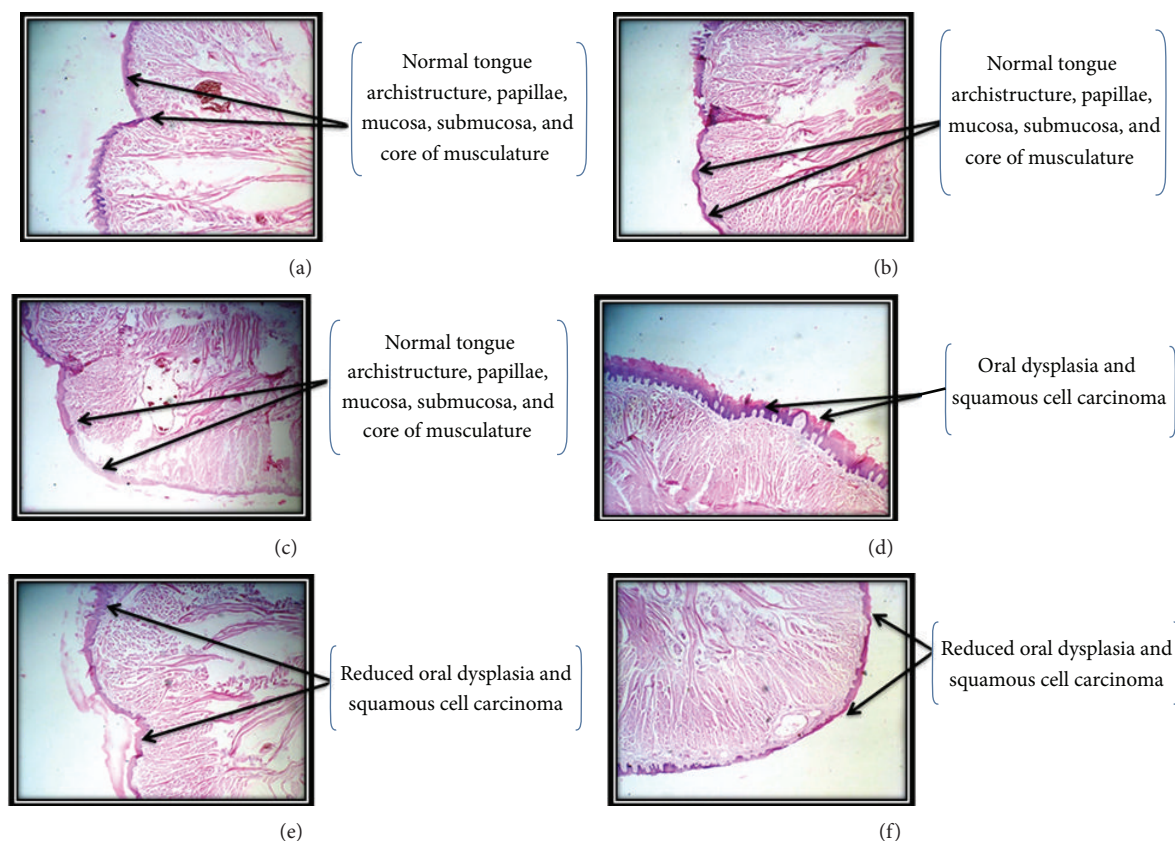 Normal tongue
archistructure, papillae,
mucosa, submucosa, and
core of musculature
(a)
Normal tongue
archistructure, papillae,
mucosa, submucosa, and
core of musculature
(b)
Normal tongue
archistructure, papillae,
mucosa, submucosa, and
core of musculature
(c)
Oral dysplasia and
squamous cell carcinoma
(d)
Reduced oral dysplasia and
squamous cell carcinoma
(e)
Reduced oral dysplasia and
squamous cell carcinoma
(f)